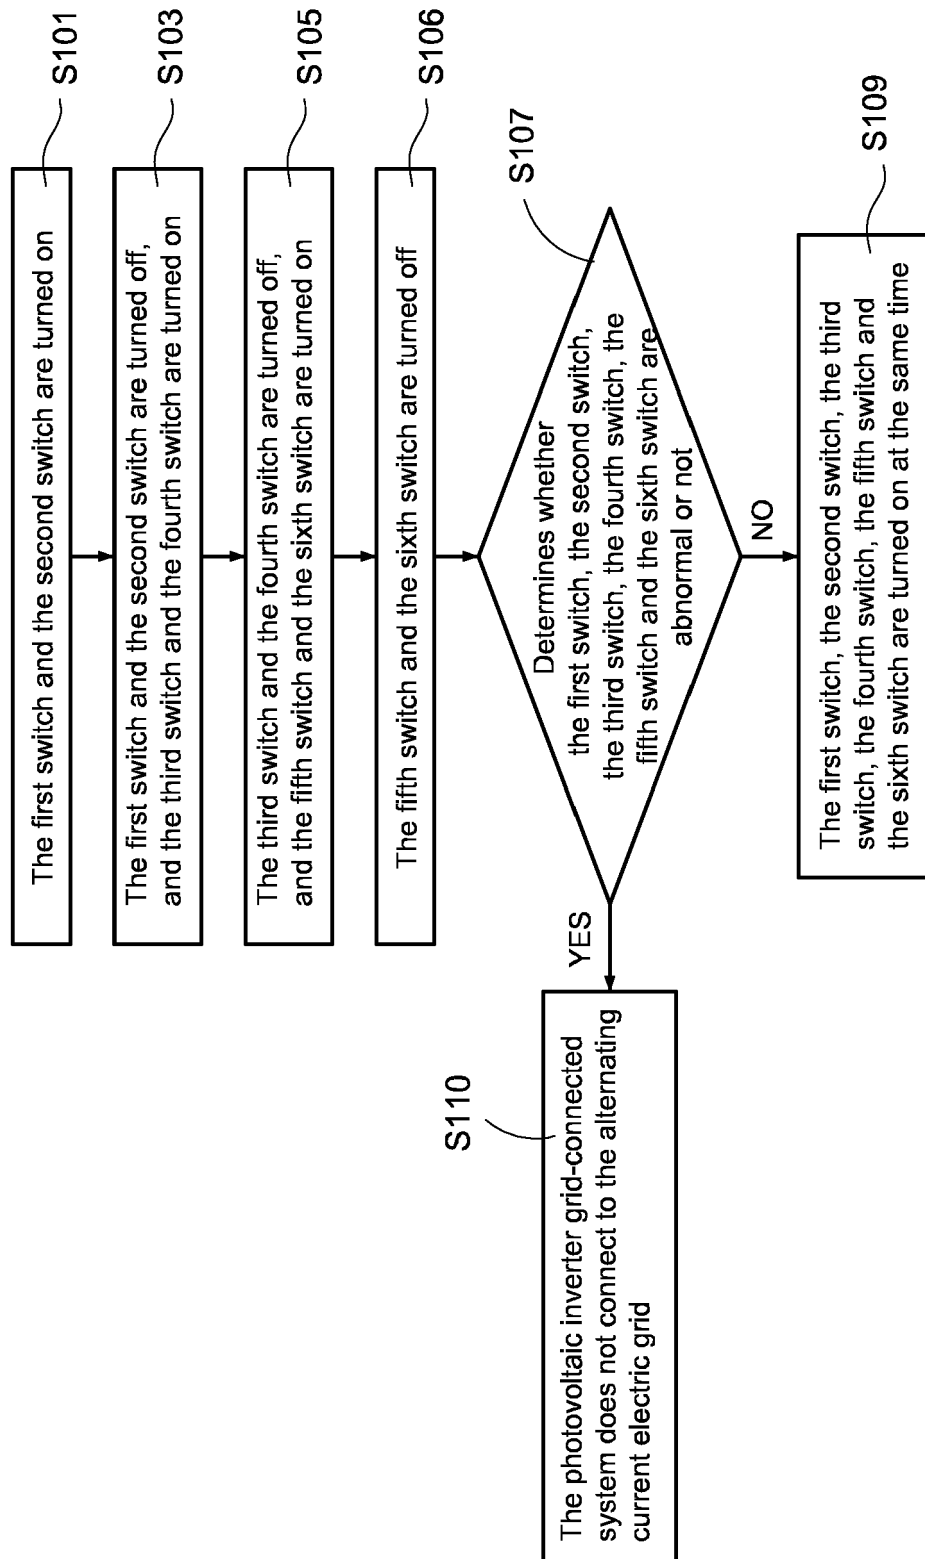 The first switch and the second switch are turned on
S101
The first switch and the second switch are turned off,
and the third switch and the fourth switch are turned on
S103
The third switch and the fourth switch are turned off,
and the fifth switch and the sixth switch are turned on
S105
The fifth switch and the sixth switch are turned off
S106
Determines whether
the first switch, the second switch,
the third switch, the fourth switch, the
fifth switch and the sixth switch are
abnormal or not
S107
YES
NO
The photovoltaic inverter grid-connected
system does not connect to the alternating
current electric grid
S110
The first switch, the second switch, the third
switch, the fourth switch, the fifth switch and
the sixth switch are turned on at the same time
S109